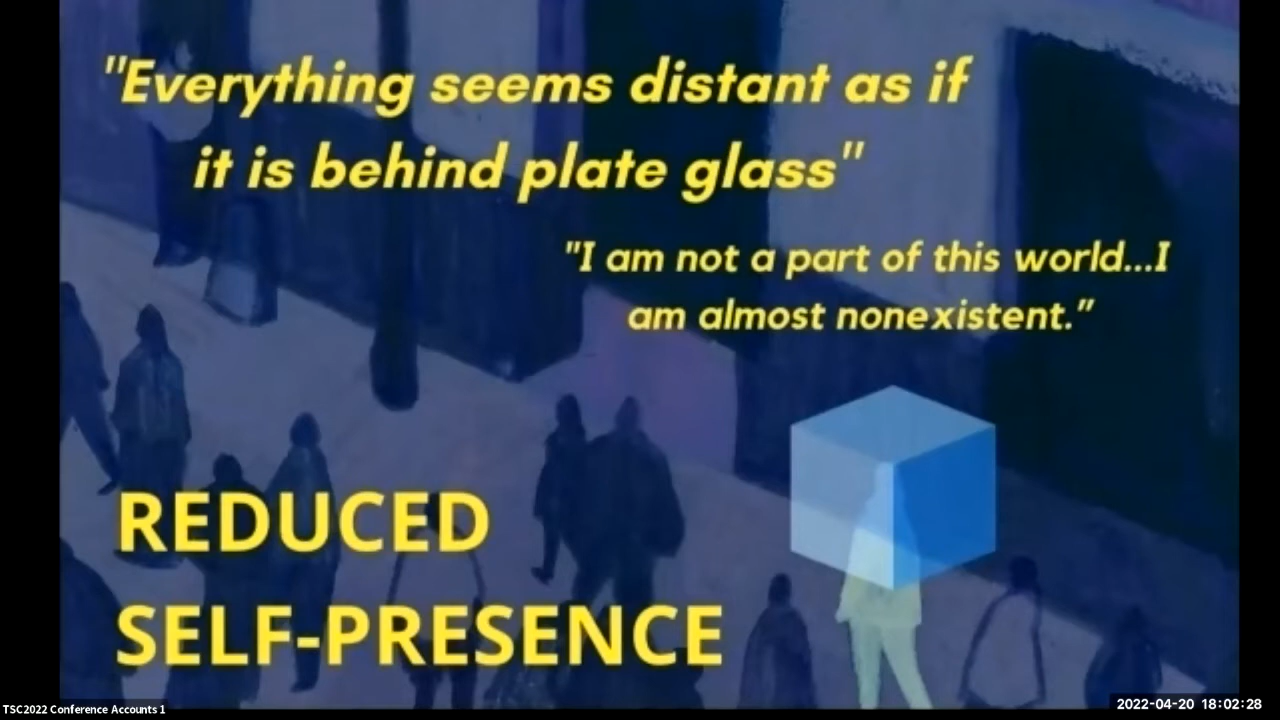 "Everything seems distant as if
it is behind plate glass"
"I am not a part of this world...I
am almost nonexistent.”
REDUCED
SELF-PRESENCE
TSC2022 Conference Accounts 1
2022-04-20 18:02:28